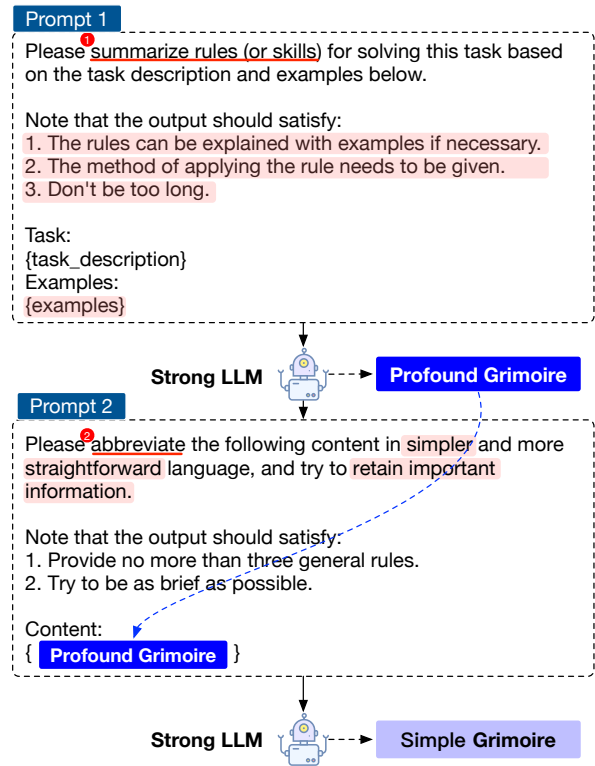 Prompt 1
1
Please summarize rules (or skills) for solving this task based
on the task description and examples below.
Note that the output should satisfy:
1. The rules can be explained with examples if necessary.
2. The method of applying the rule needs to be given.
3. Don't be too long.
Task:
{task_description}
Examples:
{examples}
Strong LLM
Profound Grimoire
Prompt 2
2
Please abbreviate the following content in simpler and more
straightforward language, and try to retain important
information.
Note that the output should satisfy:
1. Provide no more than three general rules.
2. Try to be as brief as possible.
Content:
{ Profound Grimoire }
Strong LLM
Simple Grimoire